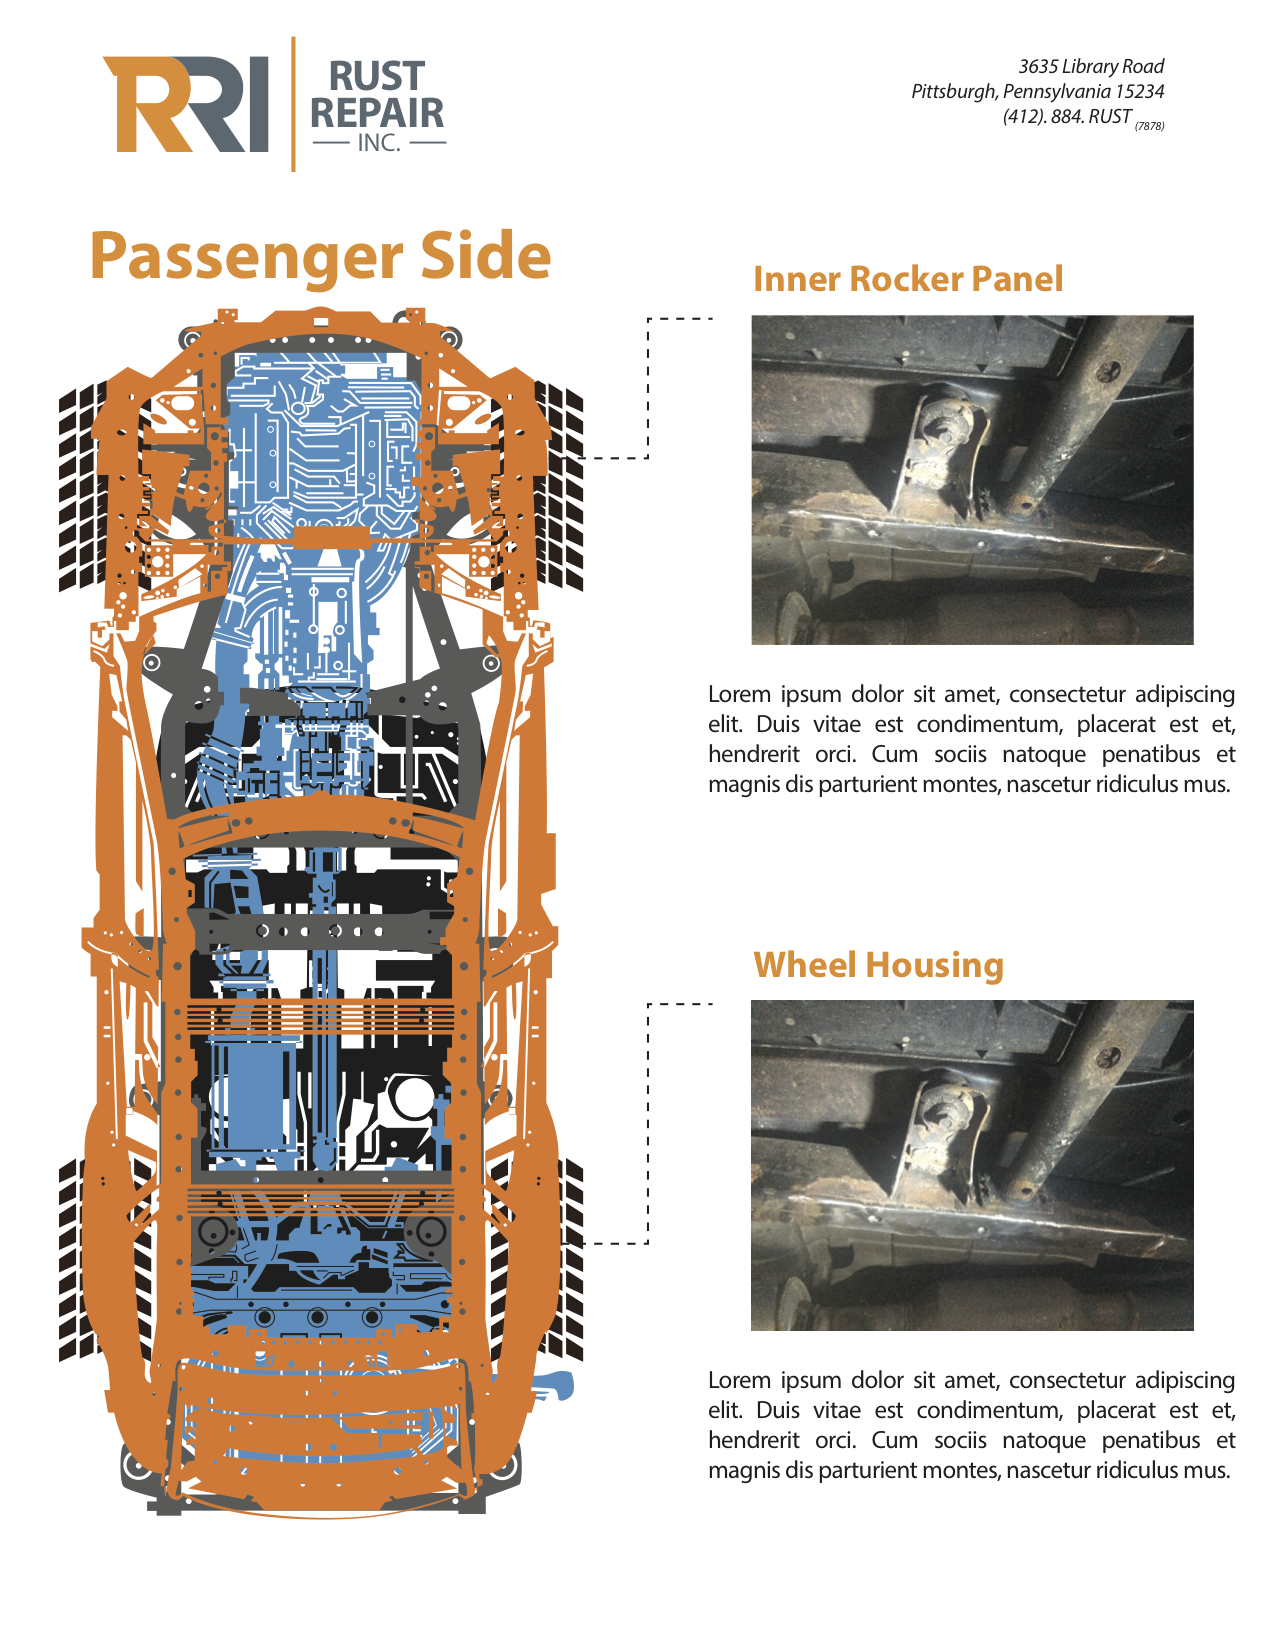 RRI
RUST
REPAIR
INC.
3635 Library Road
Pittsburgh, Pennsylvania 15234
(412). 884. RUST (7878)
Passenger Side
Inner Rocker Panel
Lorem ipsum dolor sit amet, consectetur adipiscing
elit. Duis vitae est condimentum, placerat est et,
hendrerit orci. Cum sociis natoque penatibus et
magnis dis parturient montes, nascetur ridiculus mus.
Wheel Housing
Lorem ipsum dolor sit amet, consectetur adipiscing
elit. Duis vitae est condimentum, placerat est et,
hendrerit orci. Cum sociis natoque penatibus et
magnis dis parturient montes, nascetur ridiculus mus.